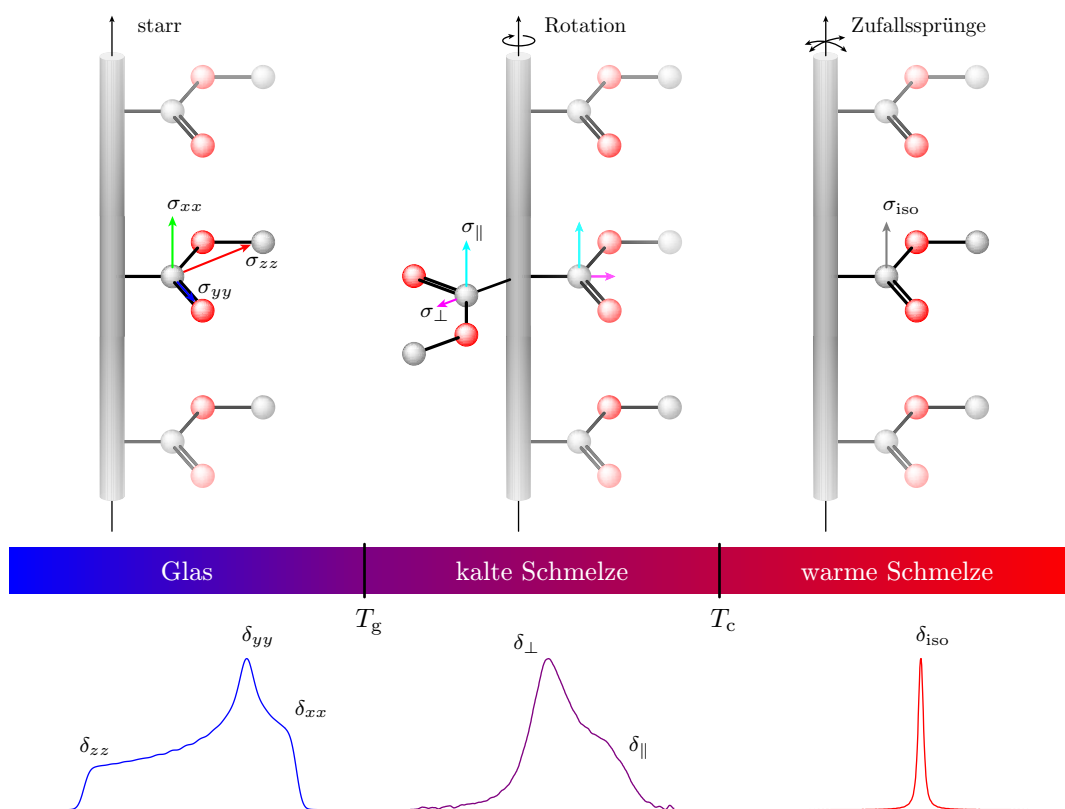 starr
Rotation
Zufallssprünge
σxx
σzz
σyy
σ∥
σ⊥
σiso
Glas
kalte Schmelze
warme Schmelze
Tg
Tc
δzz
δyy
δxx
δ⊥
δ∥
δiso